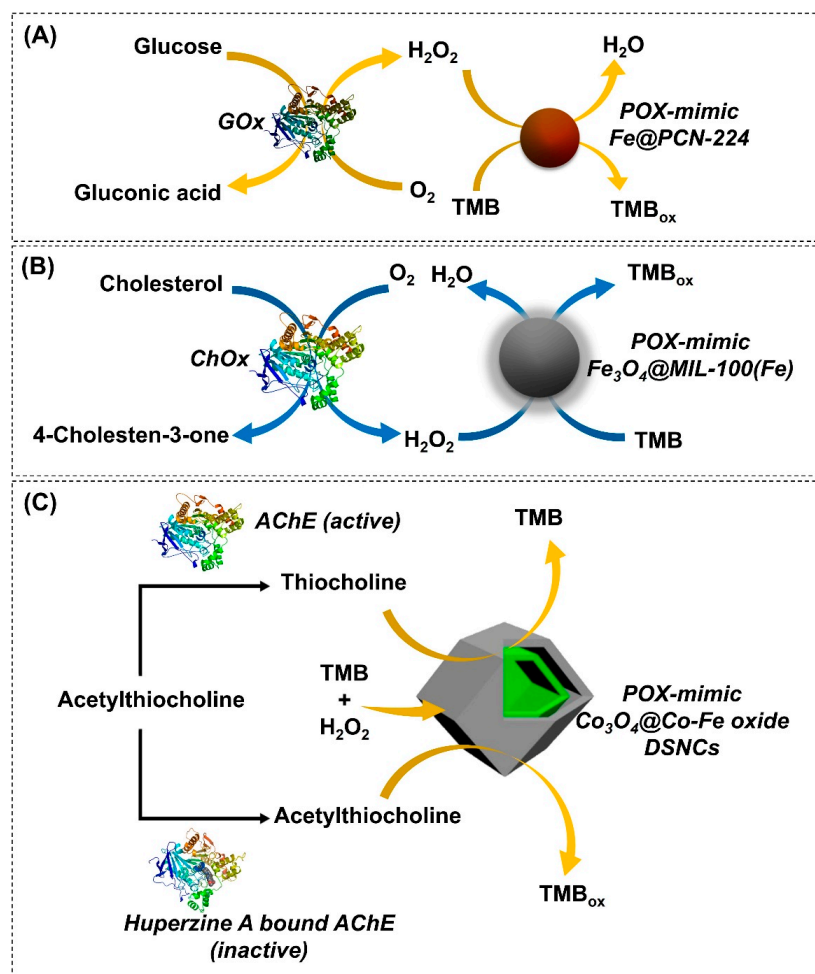 (A)
Glucose
H₂O₂
H₂O
GOx
POX-mimic
Fe@PCN-224
Gluconic acid
O₂
TMB
TMBox
(B)
Cholesterol
O₂
H₂O
TMBox
ChOx
POX-mimic
Fe₃O₄@MIL-100(Fe)
4-Cholesten-3-one
H₂O₂
TMB
(C)
AChE (active)
TMB
Thiocholine
Acetylthiocholine
TMB
+
H₂O₂
POX-mimic
Co₃O₄@Co-Fe oxide
DSNCs
Acetylthiocholine
TMBox
Huperzine A bound AChE
(inactive)